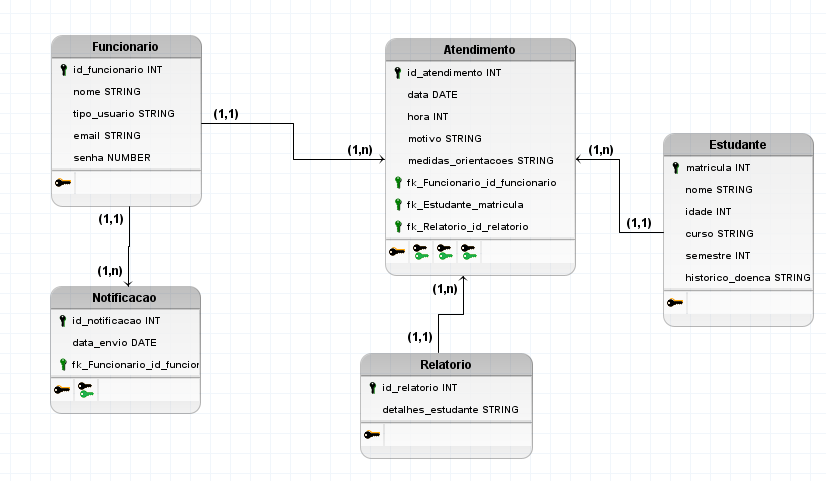 Funcionario
id_funcionario INT
nome STRING
tipo_usuario STRING
email STRING
senha NUMBER
(1,1)
(1,n)
Atendimento
id_atendimento INT
data DATE
hora INT
motivo STRING
medidas_orientacoes STRING
fk_Funcionario_id_funcionario
fk_Estudante_matricula
fk_Relatorio_id_relatorio
(1,n)
(1,1)
Estudante
matricula INT
nome STRING
idade INT
curso STRING
semestre INT
historico_doenca STRING
(1,1)
(1,n)
Notificacao
id_notificacao INT
data_envio DATE
fk_Funcionario_id_funcion
(1,n)
(1,1)
Relatorio
id_relatorio INT
detalhes_estudante STRING